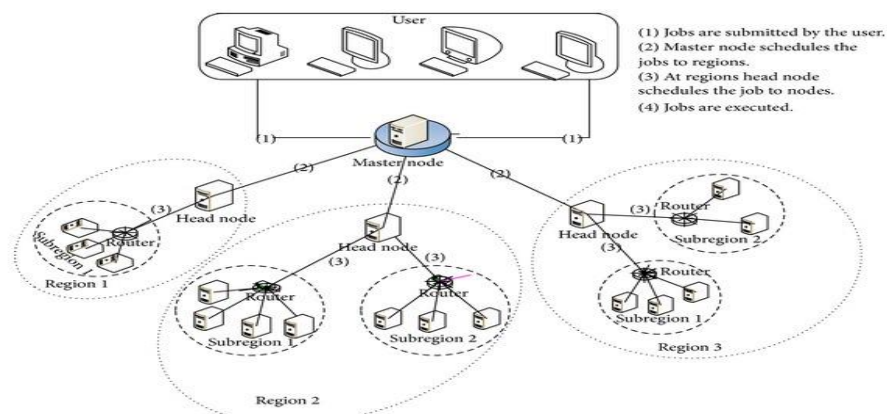 User
(1) Jobs are submitted by the user.
(2) Master node schedules the
jobs to regions.
(3) At regions head node
schedules the job to nodes.
(4) Jobs are executed.
(1)
(1)
Master node
(2)
(2)
(2)
(3)
Head node
Router
Subregion 1
Region 1
Head node
(3)
(3)
Router
Subregion 1
Router
Subregion 2
Region 2
Head node
(3)
Router
Subregion 2
(3)
Router
Subregion 1
Region 3